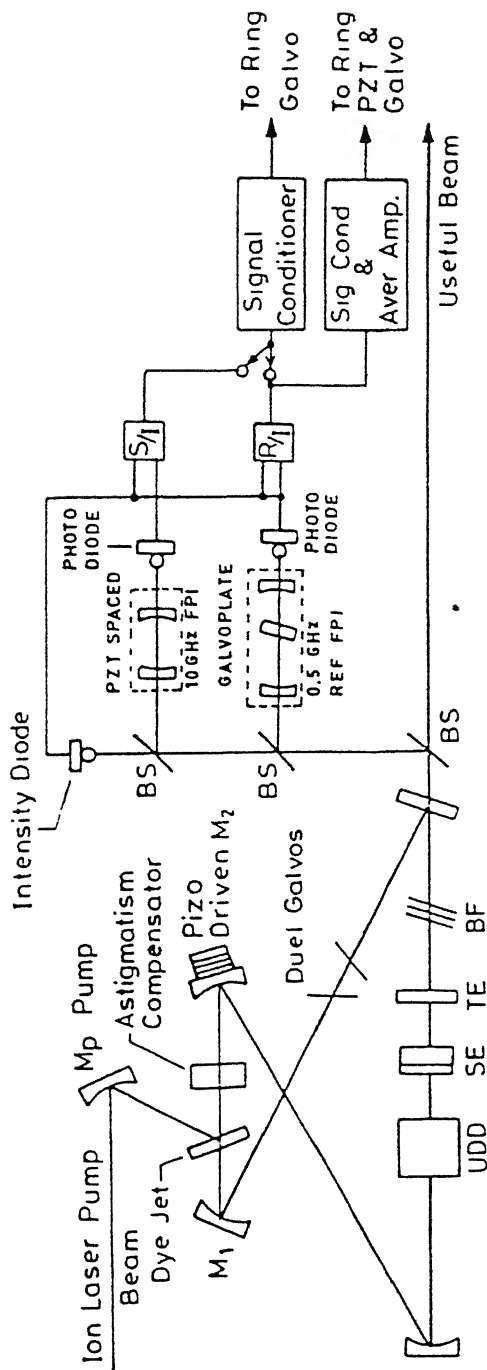 Ion Laser Pump
Beam
Mp Pump
Dye Jet
Astigmatism
Compensator
Pizo
Driven M2
M1
Duel Galvos
UDD
SE
TE
BF
BS
Useful Beam
Intensity Diode
BS
BS
PZT SPACED
10 GHz FPI
PHOTO
DIODE
GALVOPLATE
0.5 GHz
REF FPI
PHOTO
DIODE
S/I
R/I
Signal
Conditioner
To Ring
Galvo
Sig Cond
&
Aver Amp.
To Ring
PZT &
Galvo